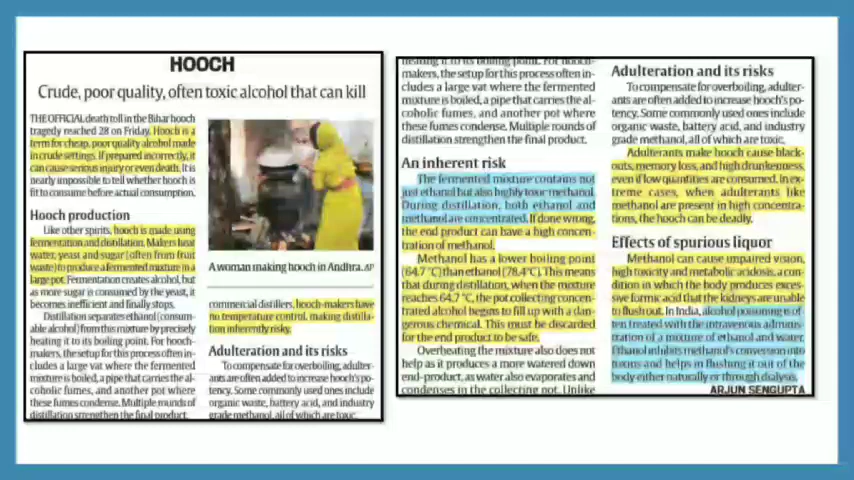 HOOCH
Crude, poor quality, often toxic alcohol that can kill
THE OFFICIAL death toll in the Bihar hooch
tragedy reached 28 on Friday. Hooch is a
term for cheap, poor quality alcohol made
in crude settings. If prepared incorrectly, it
can cause serious injury or even death. It is
nearly impossible to tell whether hooch is
fit to consume before actual consumption.
Hooch production
Like other spirits, hooch is made using
fermentation and distillation. Makers heat
water, yeast and sugar (often from fruit
waste) to produce a fermented mixture in a
large pot. Fermentation creates alcohol, but
as more sugar is consumed by the yeast, it
becomes inefficient and finally stops.
Distillation separates ethanol (consum-
able alcohol) from this mixture by precisely
heating it to its boiling point. For hooch-
makers, the setup for this process often in-
cludes a large vat where the fermented
mixture is boiled, a pipe that carries the al-
coholic fumes, and another pot where
these fumes condense. Multiple rounds of
distillation strengthen the final product.
A woman making hooch in Andhra. AP
commercial distillers, hooch-makers have
no temperature control, making distilla-
tion inherently risky.
Adulteration and its risks
To compensate for overboiling, adulter-
ants are often added to increase hooch's po-
tency. Some commonly used ones include
organic waste, battery acid, and industry
grade methanol, all of which are toxic.
heating it to its boiling point. For hooch-
makers, the setup for this process often in-
cludes a large vat where the fermented
mixture is boiled, a pipe that carries the al-
coholic fumes, and another pot where
these fumes condense. Multiple rounds of
distillation strengthen the final product.
An inherent risk
The fermented mixture contains not
just ethanol but also highly toxic methanol.
During distillation, both ethanol and
methanol are concentrated. If done wrong,
the end product can have a high concen-
tration of methanol.
Methanol has a lower boiling point
(64.7 °C) than ethanol (78.4°C). This means
that during distillation, when the mixture
reaches 64.7 °C, the pot collecting concen-
trated alcohol begins to fill up with a dan-
gerous chemical. This must be discarded
for the end product to be safe.
Overheating the mixture also does not
help as it produces a more watered down
end-product, as water also evaporates and
condenses in the collecting pot. Unlike
Adulteration and its risks
To compensate for overboiling, adulter-
ants are often added to increase hooch's po-
tency. Some commonly used ones include
organic waste, battery acid, and industry
grade methanol, all of which are toxic.
Adulterants make hooch cause black-
outs, memory loss, and high drunkenness,
even if low quantities are consumed. In ex-
treme cases, when adulterants like
methanol are present in high concentra-
tions, the hooch can be deadly.
Effects of spurious liquor
Methanol can cause impaired vision,
high toxicity and metabolic acidosis, a con-
dition in which the body produces exces-
sive formic acid that the kidneys are unable
to flush out. In India, alcohol poisoning is of-
ten treated with the intravenous adminis-
tration of a mixture of ethanol and water.
Ethanol inhibits methanol's conversion into
toxins and helps in flushing it out of the
body either naturally or through dialysis.
ARJUN SENGUPTA